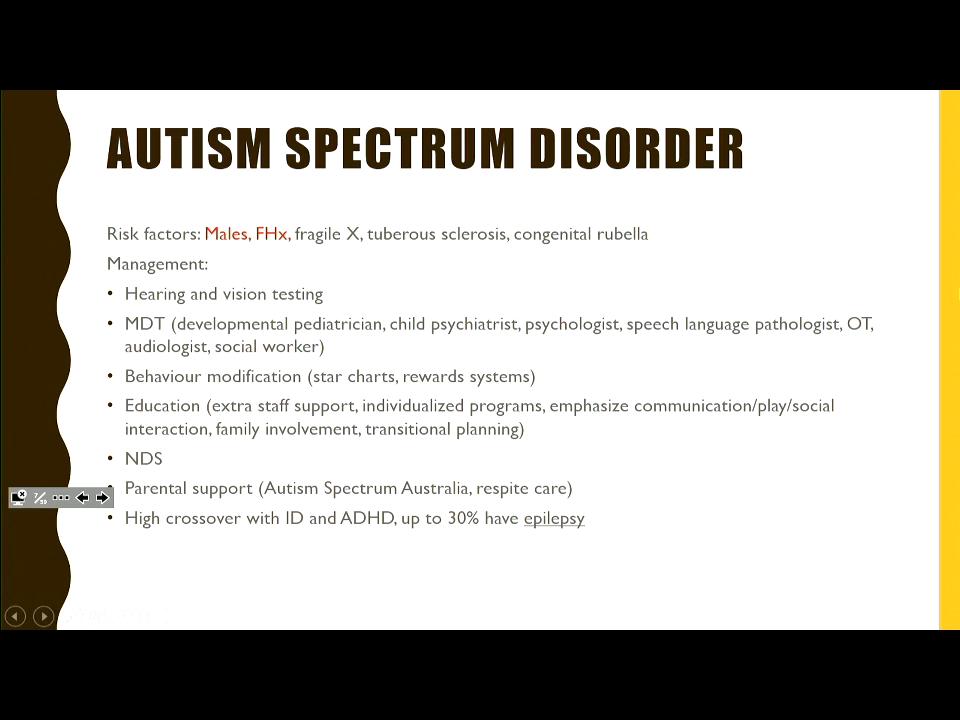 AUTISM SPECTRUM DISORDER
Risk factors: Males, FHx, fragile X, tuberous sclerosis, congenital rubella
Management:
• Hearing and vision testing
• MDT (developmental pediatrician, child psychiatrist, psychologist, speech language pathologist, OT,
audiologist, social worker)
• Behaviour modification (star charts, rewards systems)
• Education (extra staff support, individualized programs, emphasize communication/play/social
interaction, family involvement, transitional planning)
• NDS
• Parental support (Autism Spectrum Australia, respite care)
• High crossover with ID and ADHD, up to 30% have epilepsy
7/59